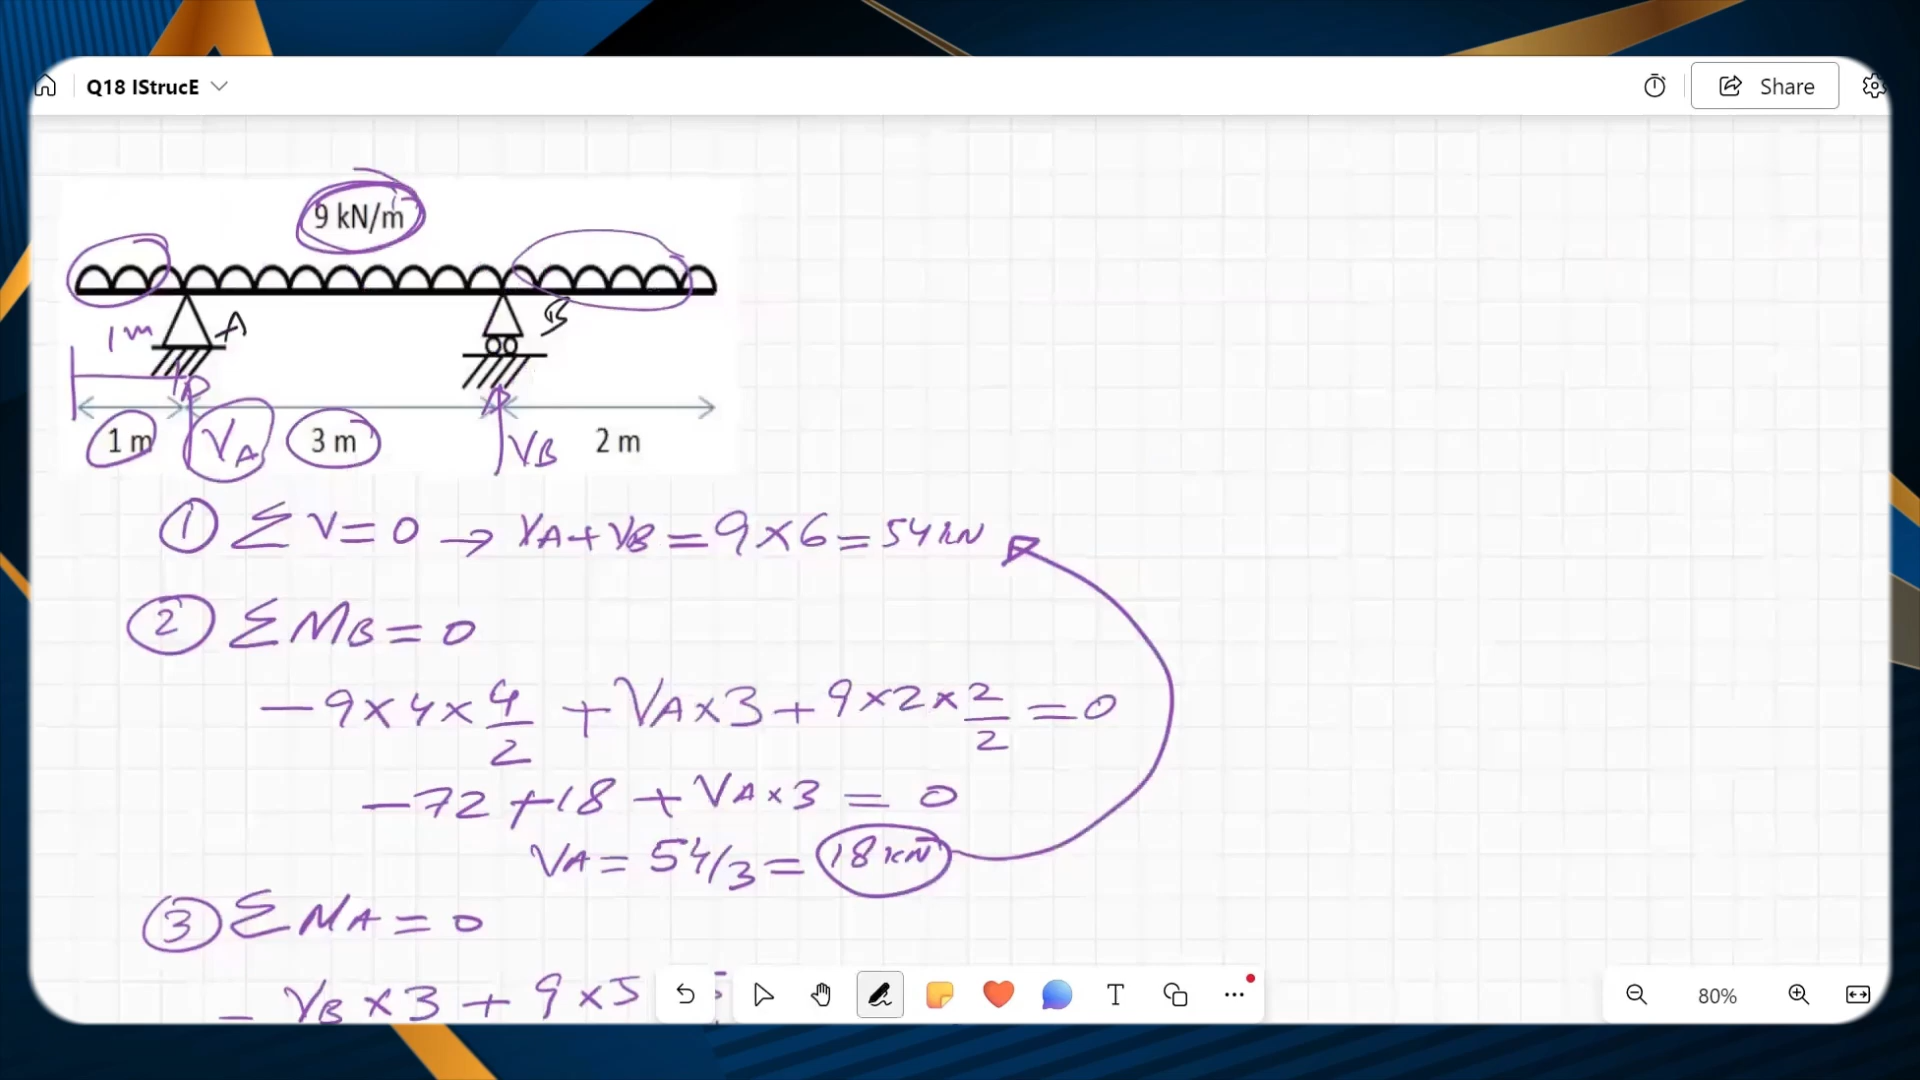 Q18 IStrucE
Share
9 kN/m
1m A B
1 m VA 3 m VB 2 m
① ΣV=0 → VA+VB=9×6=54kN
② ΣMB=0
-9×4×4/2 +VA×3+9×2×2/2=0
-72+18+VA×3=0
VA=54/3=18kN
③ ΣMA=0
- VB×3+9×5
80%
T